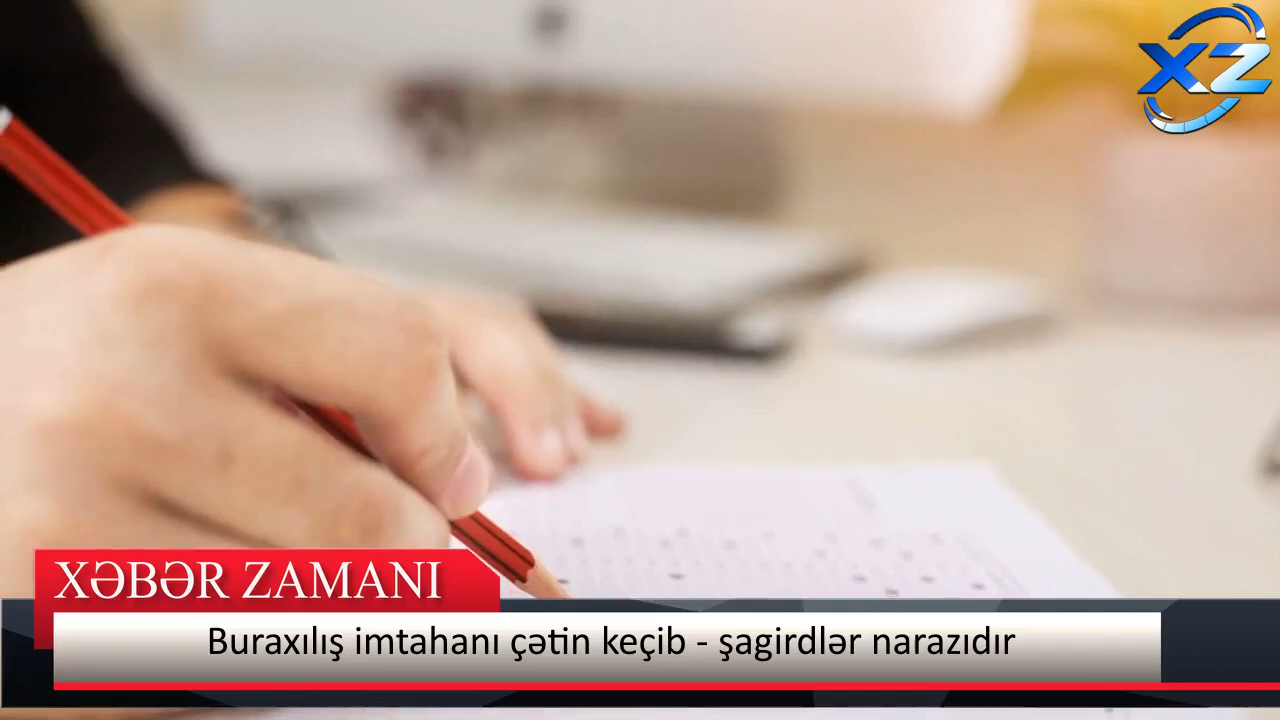 XZ
XƏBƏR ZAMANI
Buraxılış imtahanı çətin keçib - şagirdlər narazıdır